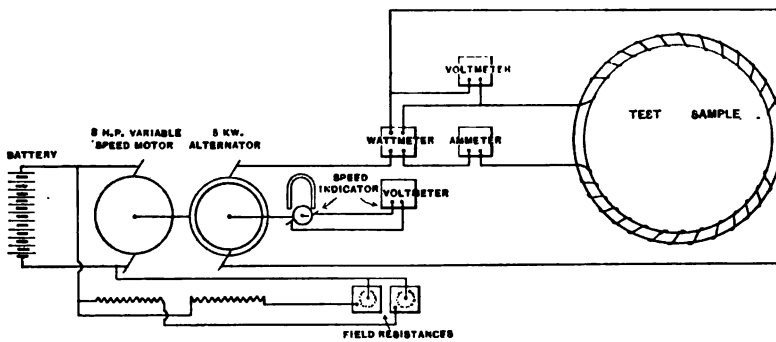 VOLTMETER
TEST SAMPLE
8 H.P. VARIABLE
SPEED MOTOR
5 KW.
ALTERNATOR
WATTMETER
AMMETER
BATTERY
SPEED
INDICATOR
VOLTMETER
FIELD RESISTANCES